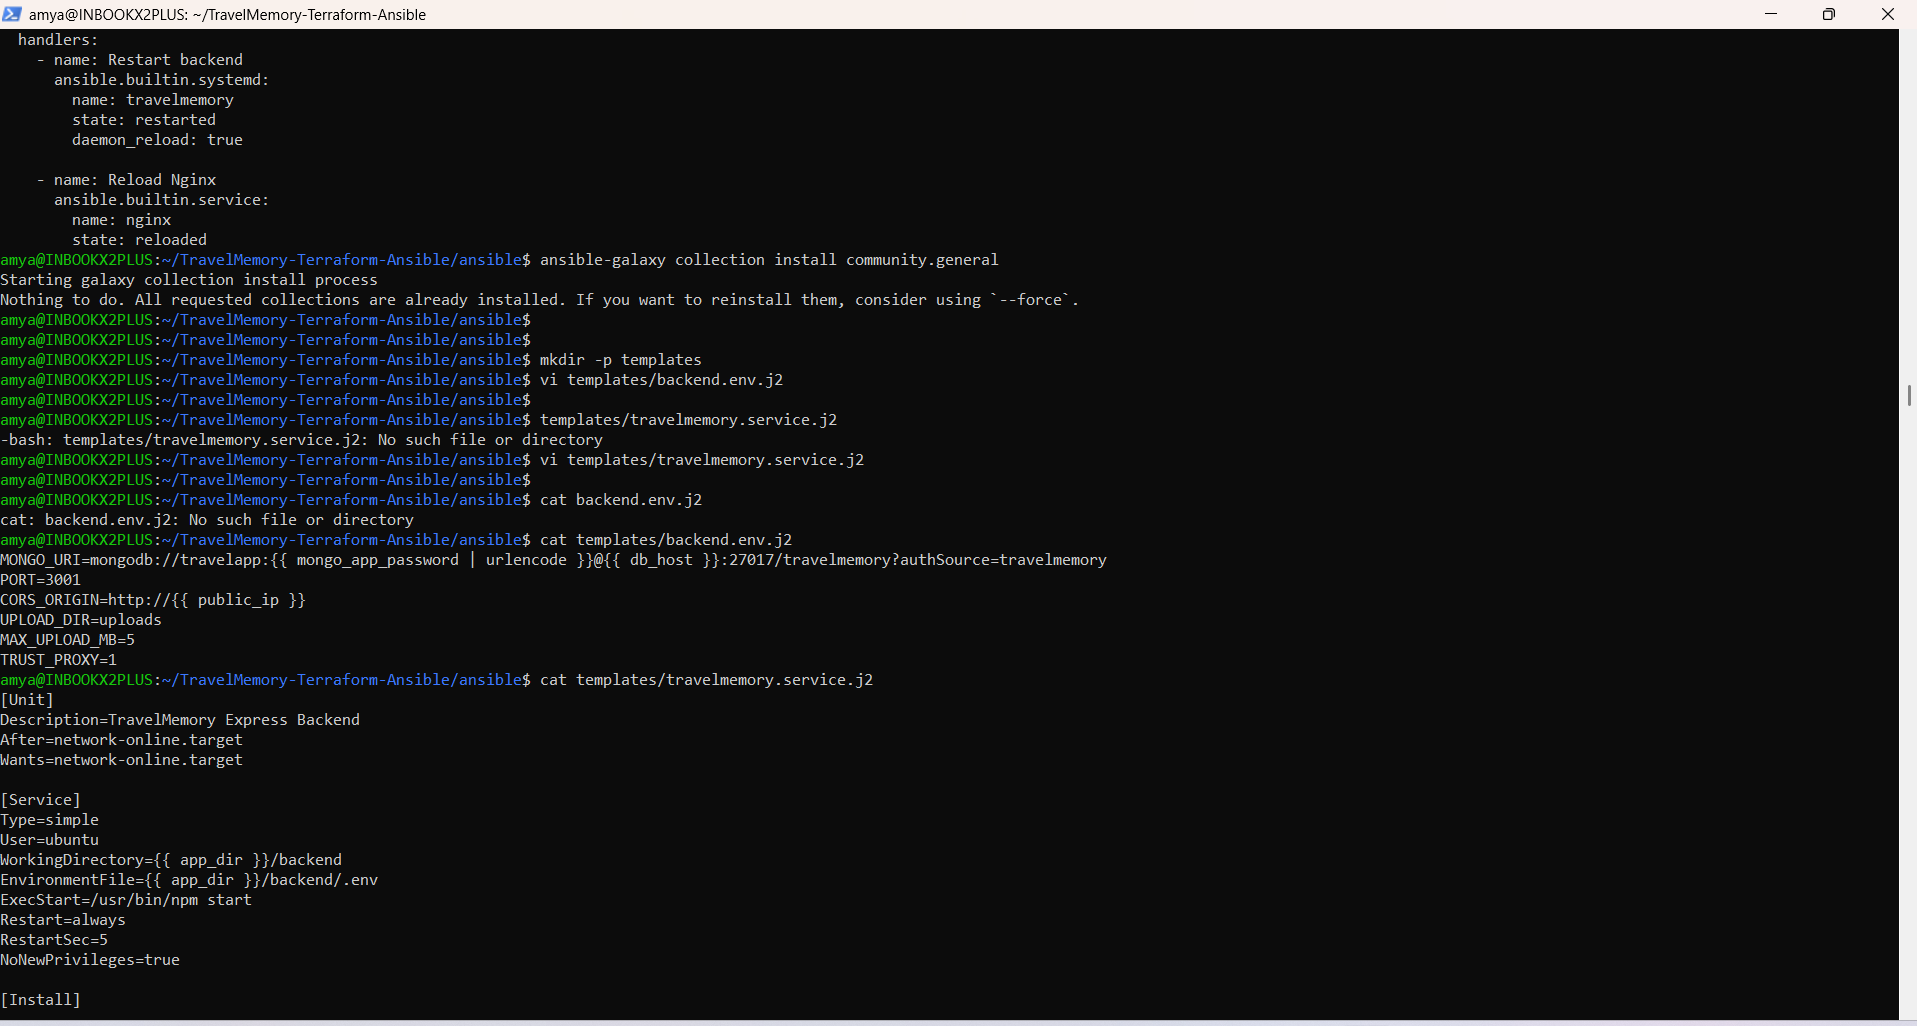 amya@INBOOKX2PLUS: ~/TravelMemory-Terraform-Ansible
  handlers:
    - name: Restart backend
      ansible.builtin.systemd:
        name: travelmemory
        state: restarted
        daemon_reload: true

    - name: Reload Nginx
      ansible.builtin.service:
        name: nginx
        state: reloaded
amya@INBOOKX2PLUS:~/TravelMemory-Terraform-Ansible/ansible$ ansible-galaxy collection install community.general
Starting galaxy collection install process
Nothing to do. All requested collections are already installed. If you want to reinstall them, consider using `--force`.
amya@INBOOKX2PLUS:~/TravelMemory-Terraform-Ansible/ansible$
amya@INBOOKX2PLUS:~/TravelMemory-Terraform-Ansible/ansible$
amya@INBOOKX2PLUS:~/TravelMemory-Terraform-Ansible/ansible$ mkdir -p templates
amya@INBOOKX2PLUS:~/TravelMemory-Terraform-Ansible/ansible$ vi templates/backend.env.j2
amya@INBOOKX2PLUS:~/TravelMemory-Terraform-Ansible/ansible$
amya@INBOOKX2PLUS:~/TravelMemory-Terraform-Ansible/ansible$ templates/travelmemory.service.j2
-bash: templates/travelmemory.service.j2: No such file or directory
amya@INBOOKX2PLUS:~/TravelMemory-Terraform-Ansible/ansible$ vi templates/travelmemory.service.j2
amya@INBOOKX2PLUS:~/TravelMemory-Terraform-Ansible/ansible$
amya@INBOOKX2PLUS:~/TravelMemory-Terraform-Ansible/ansible$ cat backend.env.j2
cat: backend.env.j2: No such file or directory
amya@INBOOKX2PLUS:~/TravelMemory-Terraform-Ansible/ansible$ cat templates/backend.env.j2
MONGO_URI=mongodb://travelapp:{{ mongo_app_password | urlencode }}@{{ db_host }}:27017/travelmemory?authSource=travelmemory
PORT=3001
CORS_ORIGIN=http://{{ public_ip }}
UPLOAD_DIR=uploads
MAX_UPLOAD_MB=5
TRUST_PROXY=1
amya@INBOOKX2PLUS:~/TravelMemory-Terraform-Ansible/ansible$ cat templates/travelmemory.service.j2
[Unit]
Description=TravelMemory Express Backend
After=network-online.target
Wants=network-online.target

[Service]
Type=simple
User=ubuntu
WorkingDirectory={{ app_dir }}/backend
EnvironmentFile={{ app_dir }}/backend/.env
ExecStart=/usr/bin/npm start
Restart=always
RestartSec=5
NoNewPrivileges=true

[Install]